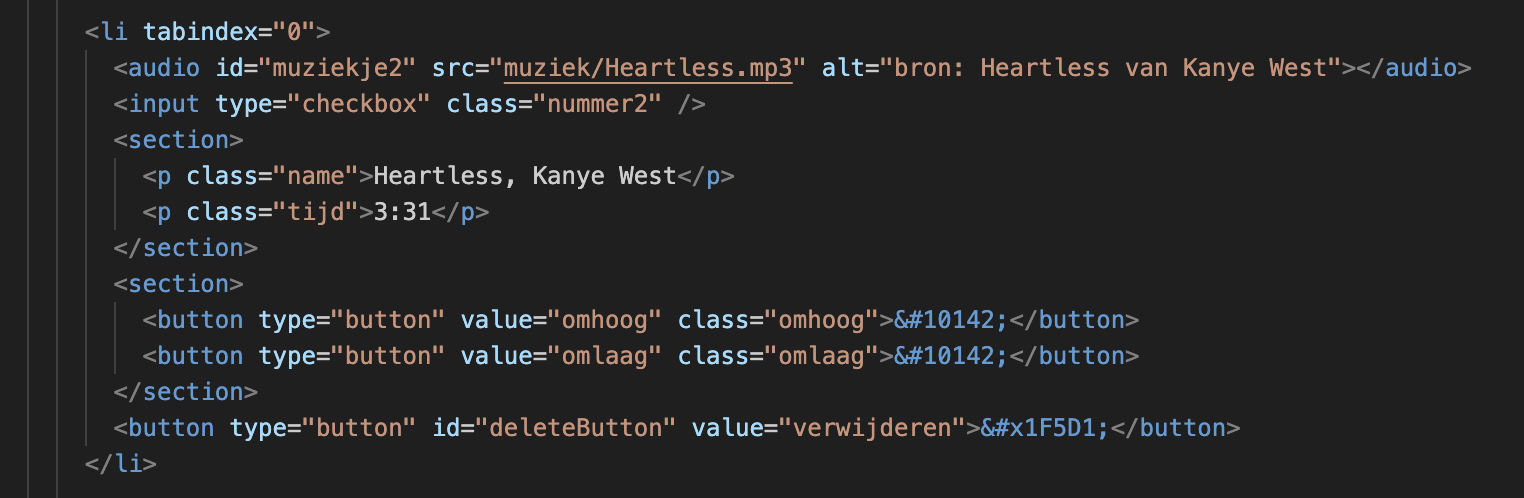 <li tabindex="0">
<audio id="muziekje2" src="muziek/Heartless.mp3" alt="bron: Heartless van Kanye West"></audio>
<input type="checkbox" class="nummer2" />
<section>
<p class="name">Heartless, Kanye West</p>
<p class="tijd">3:31</p>
</section>
<section>
<button type="button" value="omhoog" class="omhoog">&#10142;</button>
<button type="button" value="omlaag" class="omlaag">&#10142;</button>
</section>
<button type="button" id="deleteButton" value="verwijderen">&#x1F5D1;</button>
</li>